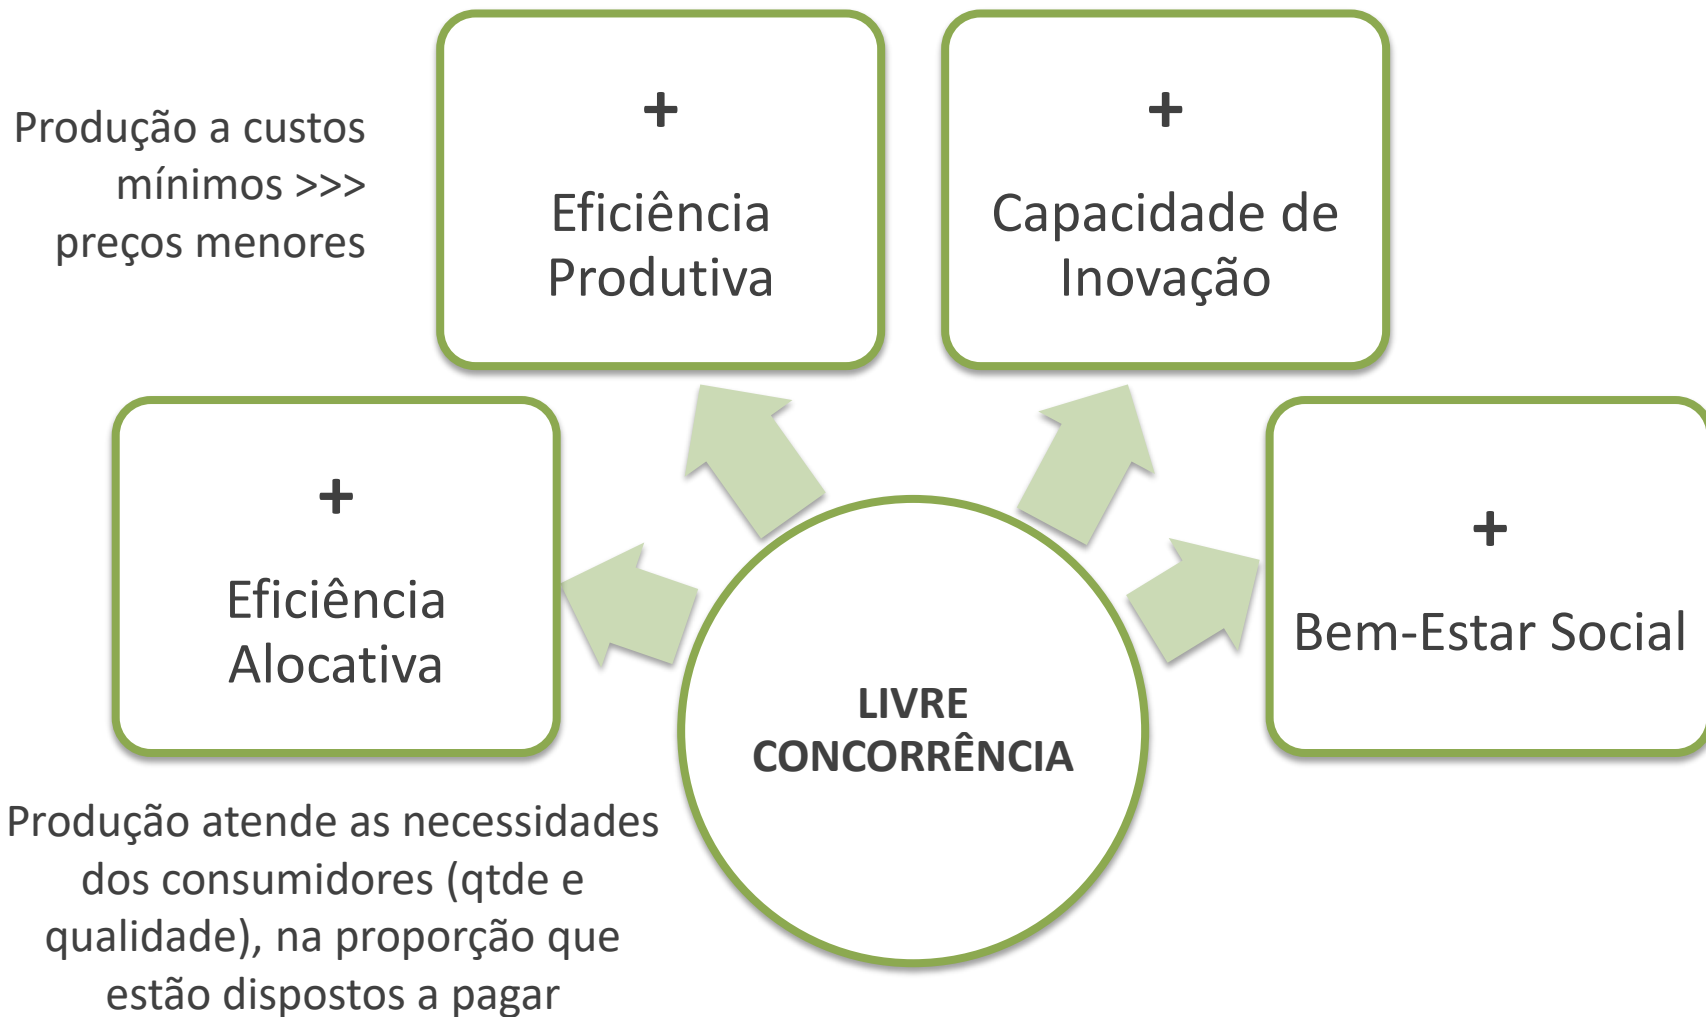 Produção a custos
mínimos >>>
preços menores
+
Eficiência
Produtiva
+
Capacidade de
Inovação
+
Eficiência
Alocativa
+
Bem-Estar Social
LIVRE
CONCORRÊNCIA
Produção atende as necessidades
dos consumidores (qtde e
qualidade), na proporção que
estão dispostos a pagar